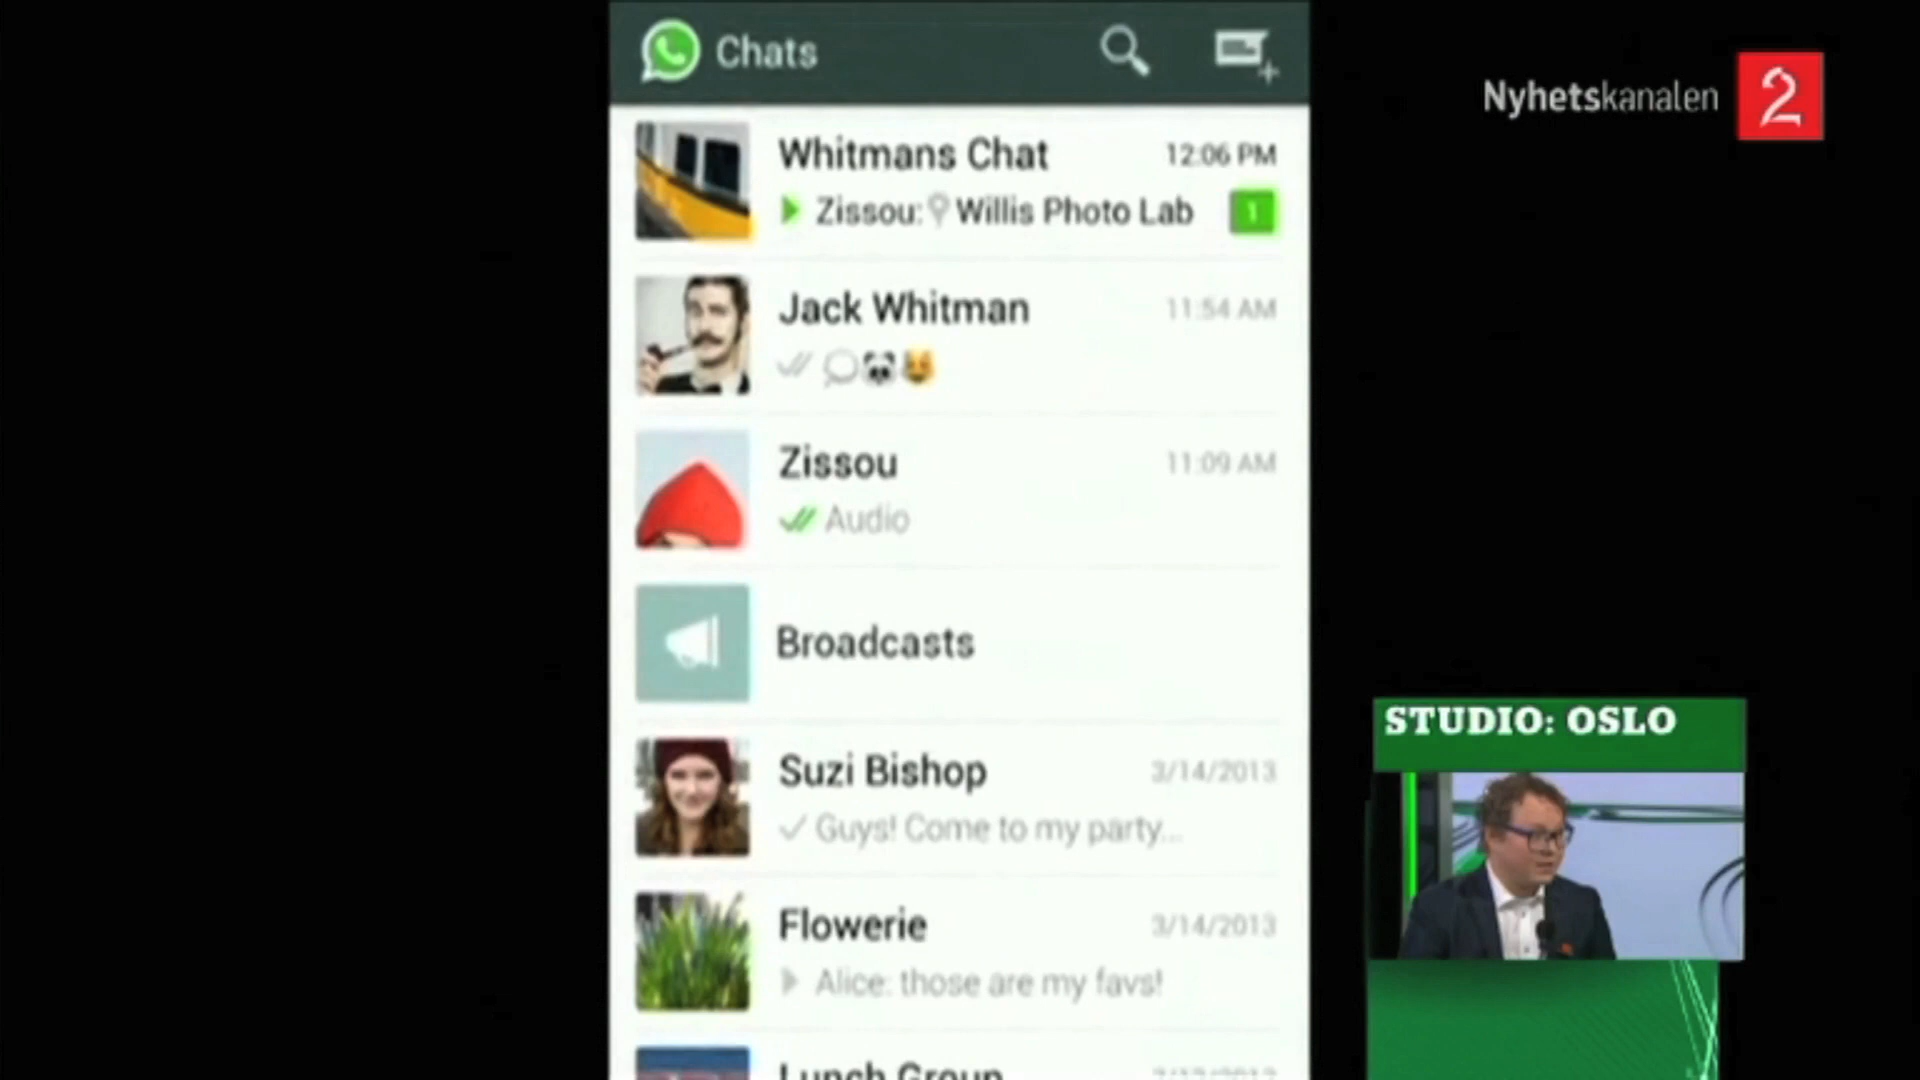 Chats
Nyhetskanalen 2
Whitmans Chat 12:06 PM
Zissou: Willis Photo Lab 1
Jack Whitman 11:54 AM
Zissou 11:09 AM
Audio
Broadcasts
Suzi Bishop 3/14/2013
Guys! Come to my party...
Flowerie 3/14/2013
Alice: those are my favs!
Lunch Group
STUDIO: OSLO